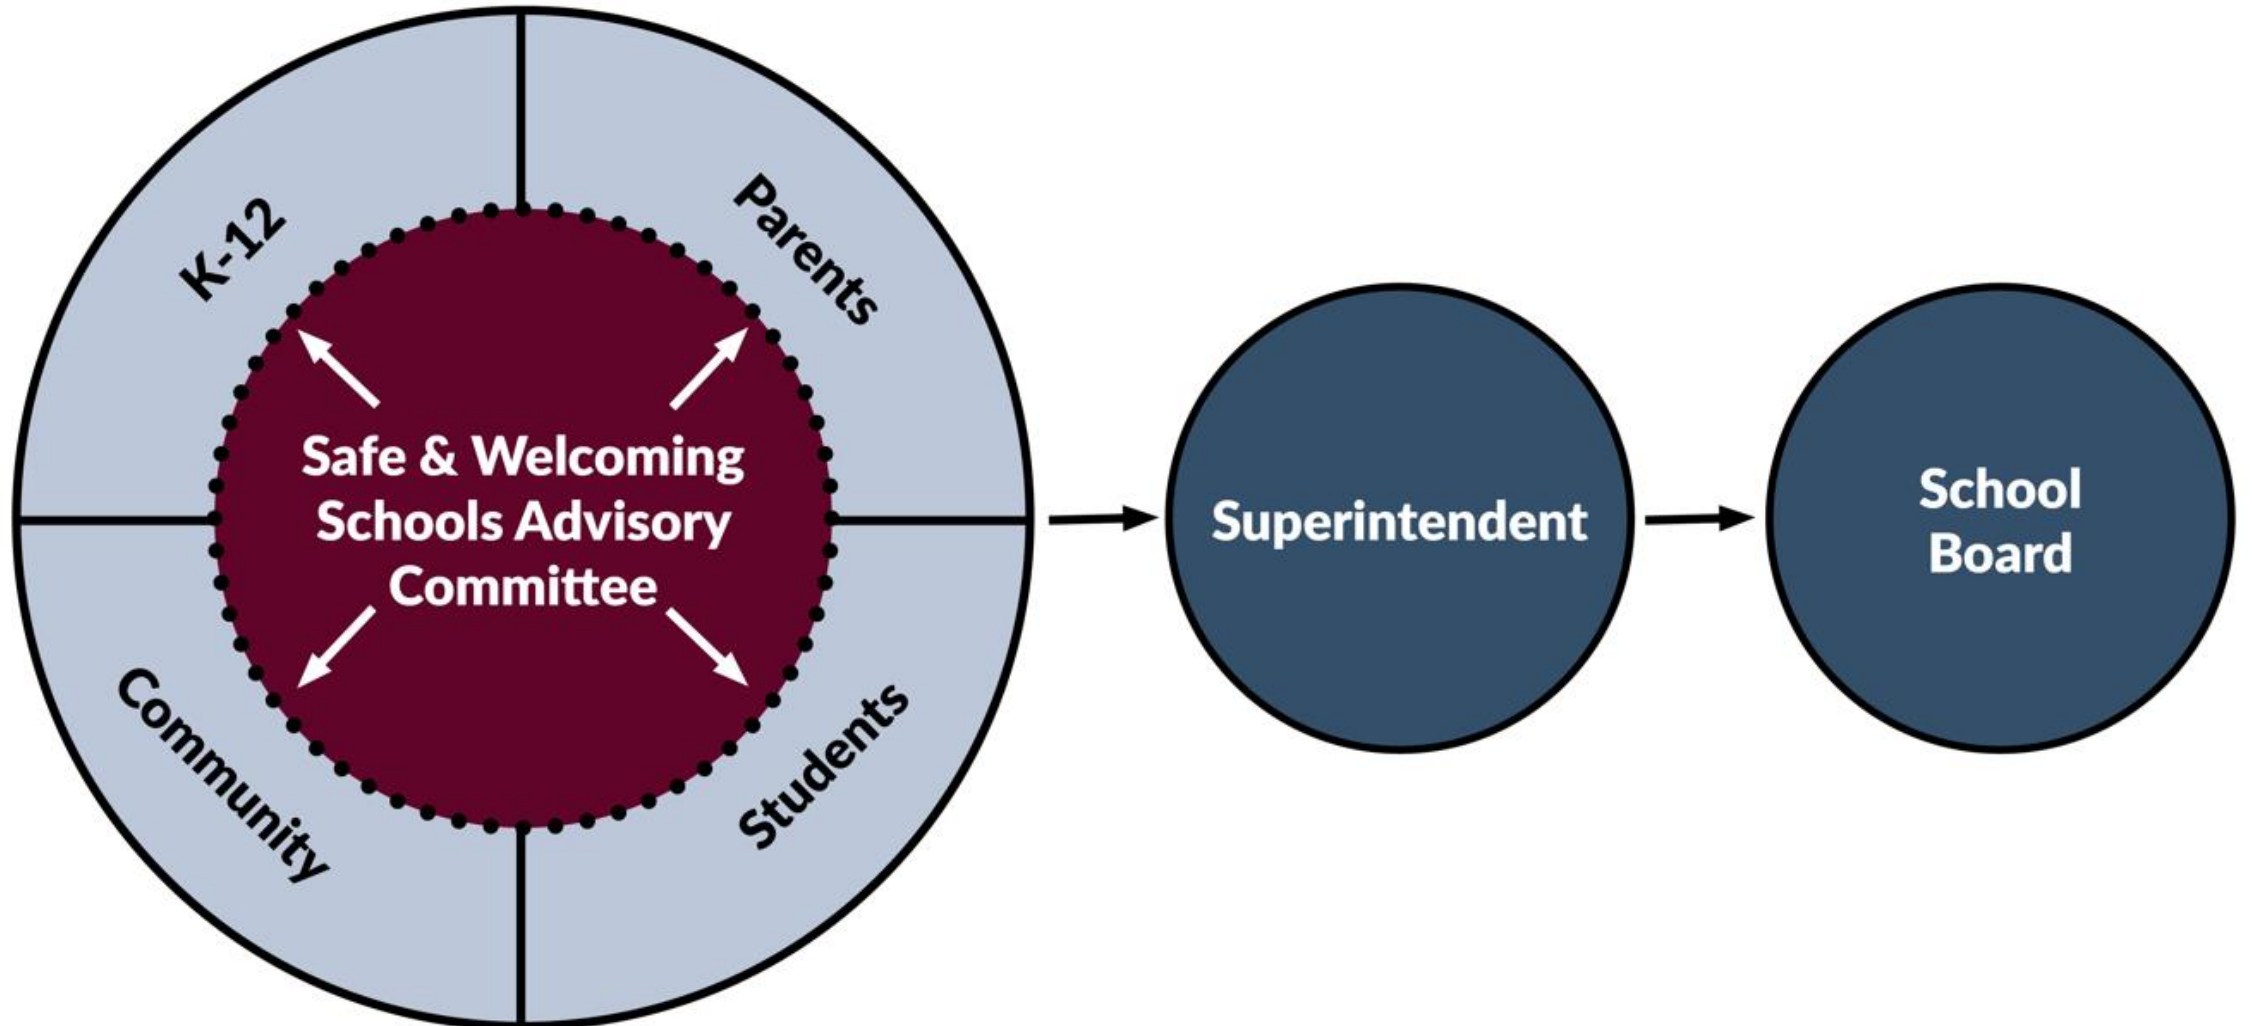 K-12
Parents
Safe & Welcoming
Schools Advisory
Committee
Community
Students
Superintendent
School
Board